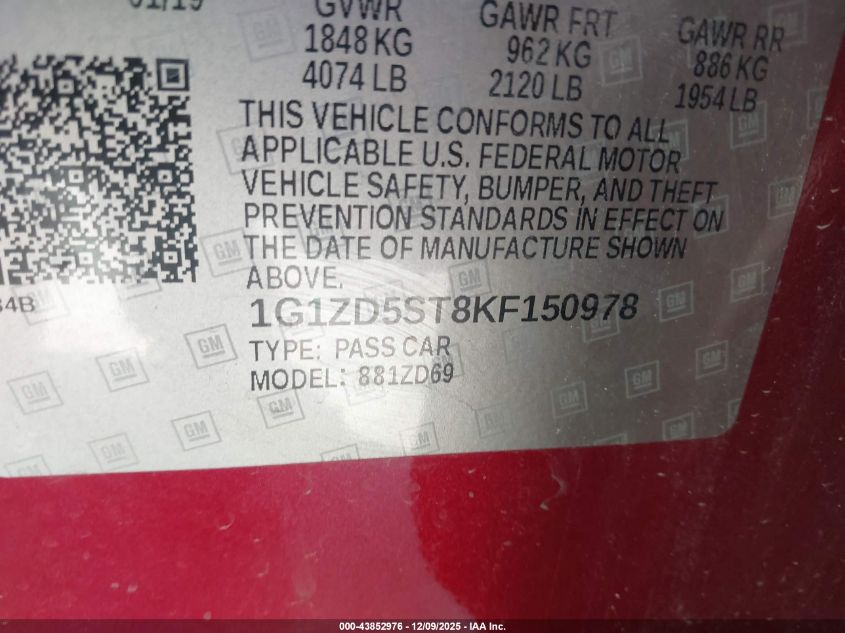 01/19
GVWR GAWR FRT GAWR RR
1848 KG 962 KG 886 KG
4074 LB 2120 LB 1954 LB
THIS VEHICLE CONFORMS TO ALL
APPLICABLE U.S. FEDERAL MOTOR
VEHICLE SAFETY, BUMPER, AND THEFT
PREVENTION STANDARDS IN EFFECT ON
THE DATE OF MANUFACTURE SHOWN
ABOVE.
1G1ZD5ST8KF150978
TYPE: PASS CAR
MODEL: 881ZD69
000-43852976 - 12/09/2025 - IAA Inc.